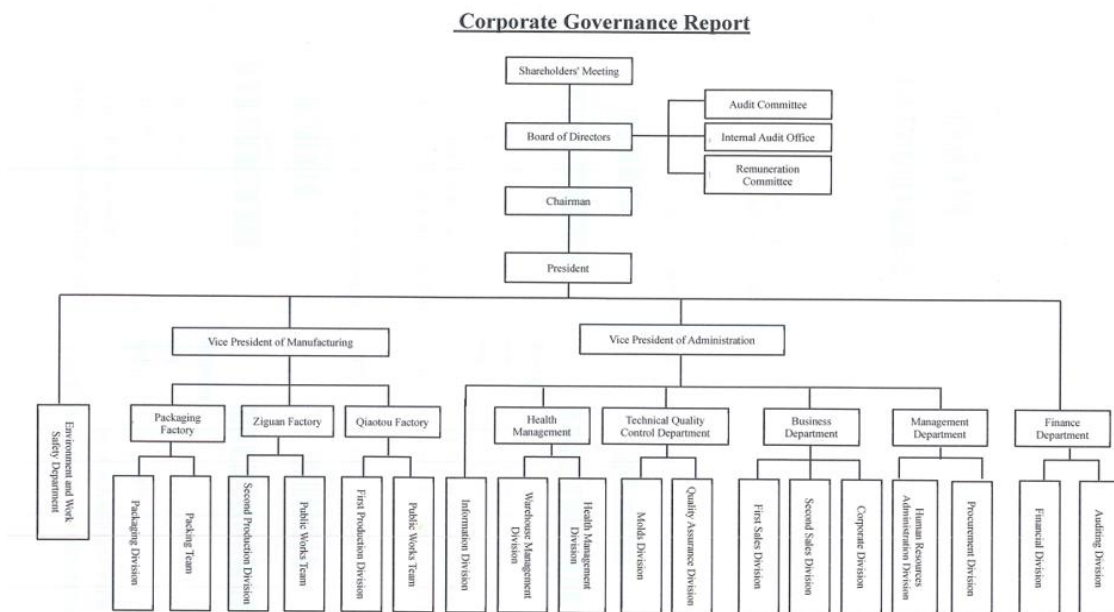 Corporate Governance Report
Shareholders' Meeting
Audit Committee
Board of Directors
Internal Audit Office
Remuneration
Committee
Chairman
President
Vice President of Manufacturing
Vice President of Administration
Environment and Work
Safety Department
Packaging
Factory
Ziguan Factory
Qiaotou Factory
Health
Management
Technical Quality
Control Department
Business
Department
Management
Department
Finance
Department
Packaging Division
Packing Team
Second Production Division
Public Works Team
First Production Division
Public Works Team
Information Division
Warehouse Management
Division
Health Management
Division
Molds Division
Quality Assurance Division
First Sales Division
Second Sales Division
Corporate Division
Human Resources
Administration Division
Procurement Division
Financial Division
Auditing Division